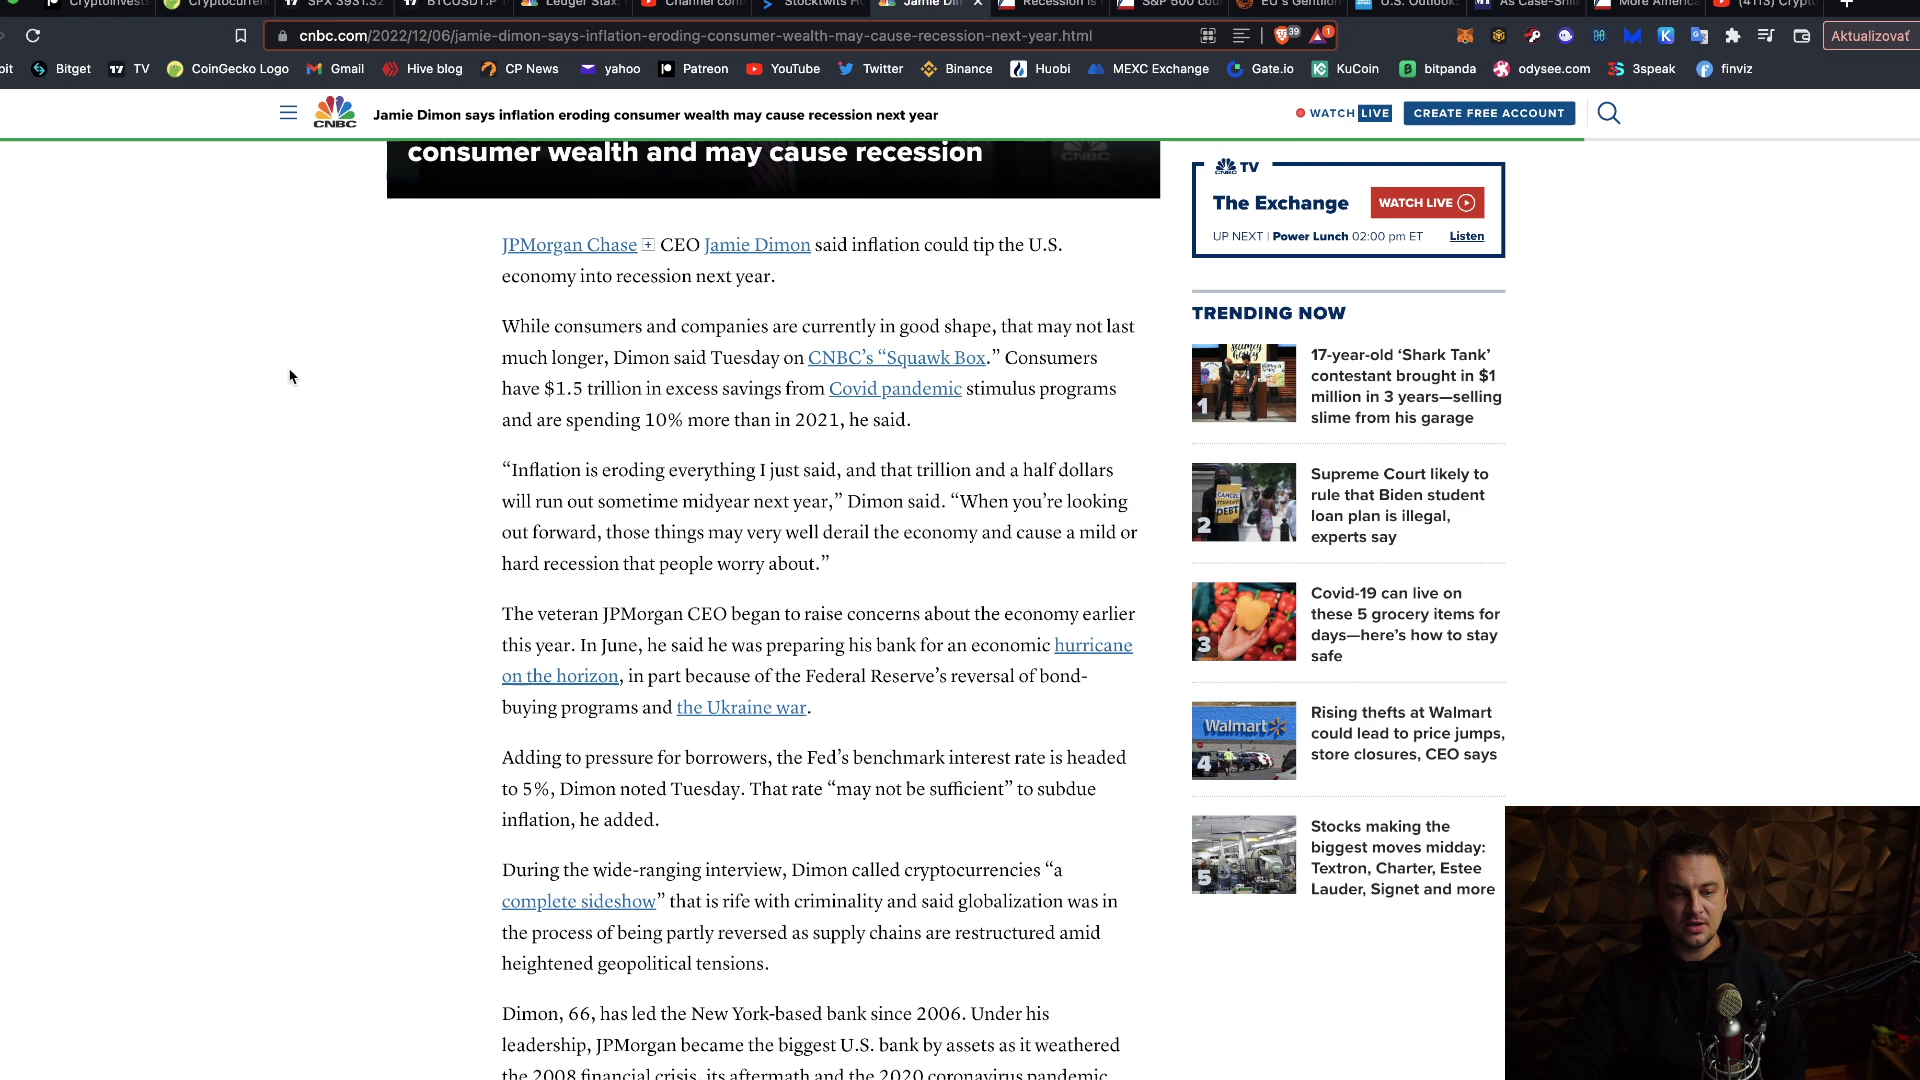 CryptoInvest
Cryptocurren
SPX 3931.32
BTCUSDT.P
Ledger Stax:
Channel cont
Stocktwits H
Jamie Dim
Recession is
S&P 500 cou
EU's Gentilon
U.S. Outlook:
As Case-Shil
More America
(4113) Crypto
cnbc.com/2022/12/06/jamie-dimon-says-inflation-eroding-consumer-wealth-may-cause-recession-next-year.html
39
1
Aktualizovať
Bitget
TV
CoinGecko Logo
Gmail
Hive blog
CP News
yahoo
Patreon
YouTube
Twitter
Binance
Huobi
MEXC Exchange
Gate.io
KuCoin
bitpanda
odysee.com
3speak
finviz
CNBC
Jamie Dimon says inflation eroding consumer wealth may cause recession next year
WATCH LIVE
CREATE FREE ACCOUNT
consumer wealth and may cause recession
CNBC
JPMorgan Chase + CEO Jamie Dimon said inflation could tip the U.S.
economy into recession next year.
While consumers and companies are currently in good shape, that may not last
much longer, Dimon said Tuesday on CNBC’s “Squawk Box.” Consumers
have $1.5 trillion in excess savings from Covid pandemic stimulus programs
and are spending 10% more than in 2021, he said.
“Inflation is eroding everything I just said, and that trillion and a half dollars
will run out sometime midyear next year,” Dimon said. “When you’re looking
out forward, those things may very well derail the economy and cause a mild or
hard recession that people worry about.”
The veteran JPMorgan CEO began to raise concerns about the economy earlier
this year. In June, he said he was preparing his bank for an economic hurricane
on the horizon, in part because of the Federal Reserve’s reversal of bond-
buying programs and the Ukraine war.
Adding to pressure for borrowers, the Fed’s benchmark interest rate is headed
to 5%, Dimon noted Tuesday. That rate “may not be sufficient” to subdue
inflation, he added.
During the wide-ranging interview, Dimon called cryptocurrencies “a
complete sideshow” that is rife with criminality and said globalization was in
the process of being partly reversed as supply chains are restructured amid
heightened geopolitical tensions.
Dimon, 66, has led the New York-based bank since 2006. Under his
leadership, JPMorgan became the biggest U.S. bank by assets as it weathered
the 2008 financial crisis, its aftermath and the 2020 coronavirus pandemic.
CNBC TV
The Exchange
WATCH LIVE
UP NEXT | Power Lunch 02:00 pm ET
Listen
TRENDING NOW
1
17-year-old ‘Shark Tank’
contestant brought in $1
million in 3 years—selling
slime from his garage
CANCEL
STUDENT
DEBT
2
Supreme Court likely to
rule that Biden student
loan plan is illegal,
experts say
3
Covid-19 can live on
these 5 grocery items for
days—here’s how to stay
safe
Walmart
4
Rising thefts at Walmart
could lead to price jumps,
store closures, CEO says
5
Stocks making the
biggest moves midday:
Textron, Charter, Estee
Lauder, Signet and more